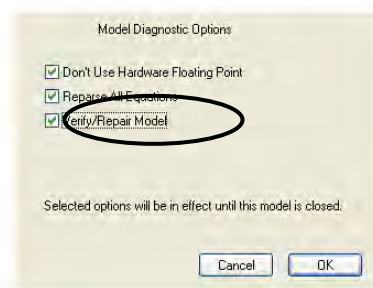 Model Diagnostic Options
Don't Use Hardware Floating Point
Reparse All Equations
Verify/Repair Model
Selected options will be in effect until this model is closed.
Cancel OK